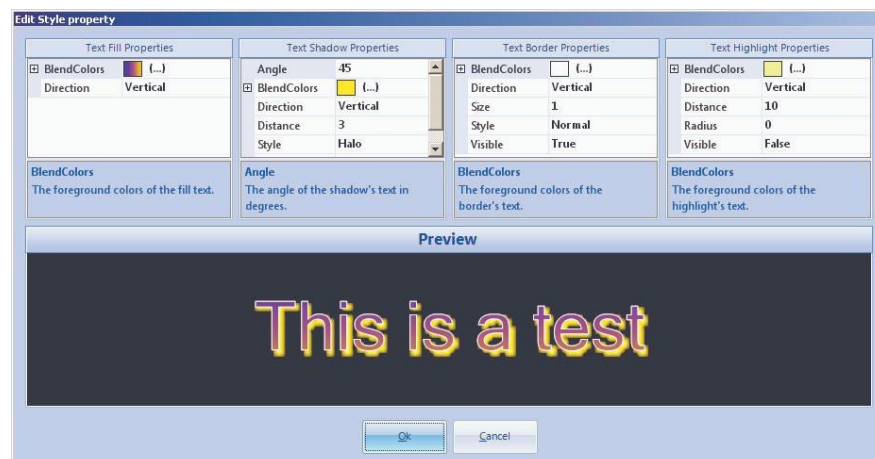 Edit Style property
Text Fill Properties
BlendColors (...)
Direction Vertical
BlendColors
The foreground colors of the fill text.
Text Shadow Properties
Angle 45
BlendColors (...)
Direction Vertical
Distance 3
Style Halo
Angle
The angle of the shadow's text in
degrees.
Text Border Properties
BlendColors (...)
Direction Vertical
Size 1
Style Normal
Visible True
BlendColors
The foreground colors of the
border's text.
Text Highlight Properties
BlendColors (...)
Direction Vertical
Distance 10
Radius 0
Visible False
BlendColors
The foreground colors of the
highlight's text.
Preview
This is a test
Ok
Cancel